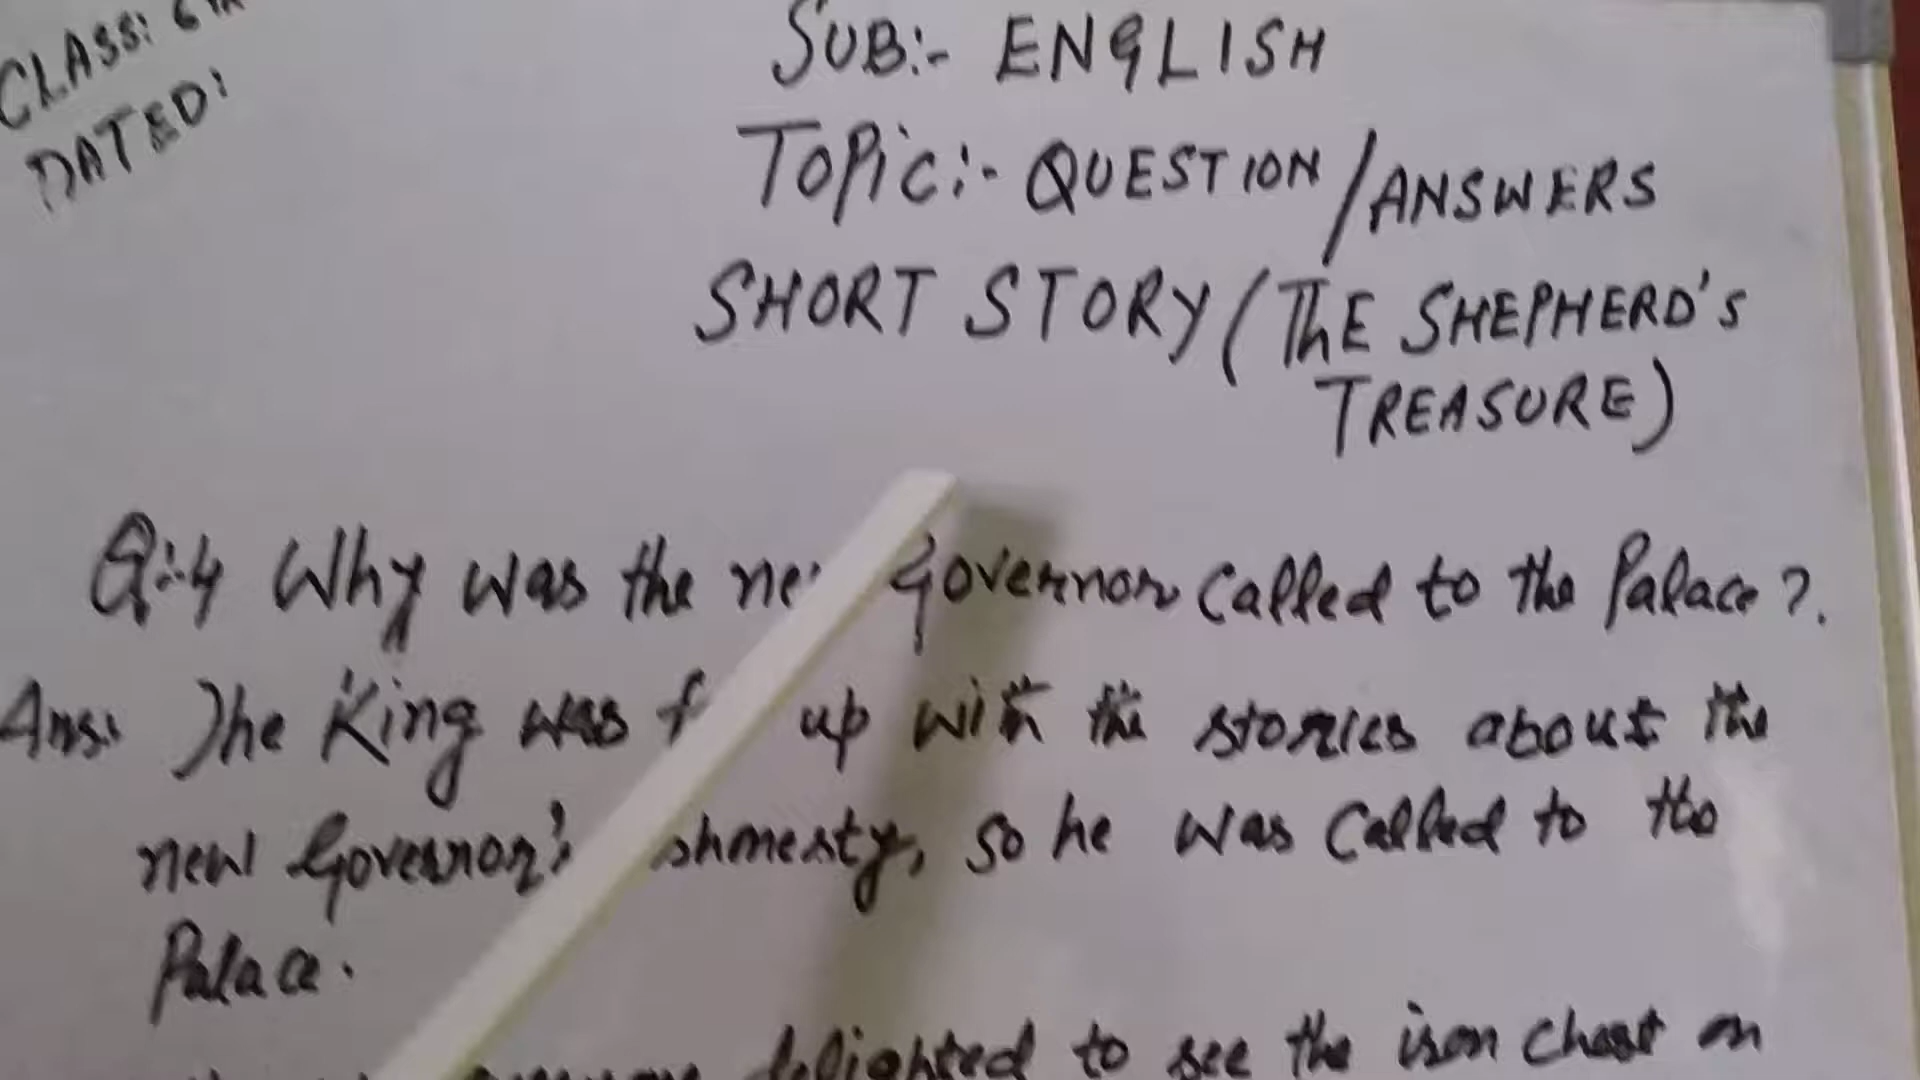 CLASS: 6th
DATED:
SUB:- ENGLISH
TOPic:- QUESTION/ANSWERS
SHORT STORY (ThE SHEPHERD'S
TREASURE)
Q:4 Why was the Governor called to the Palace?.
Ans: The King was up with the stories about the
new Governor's so he was called to the
Palace.
delighted to see the iron chest on